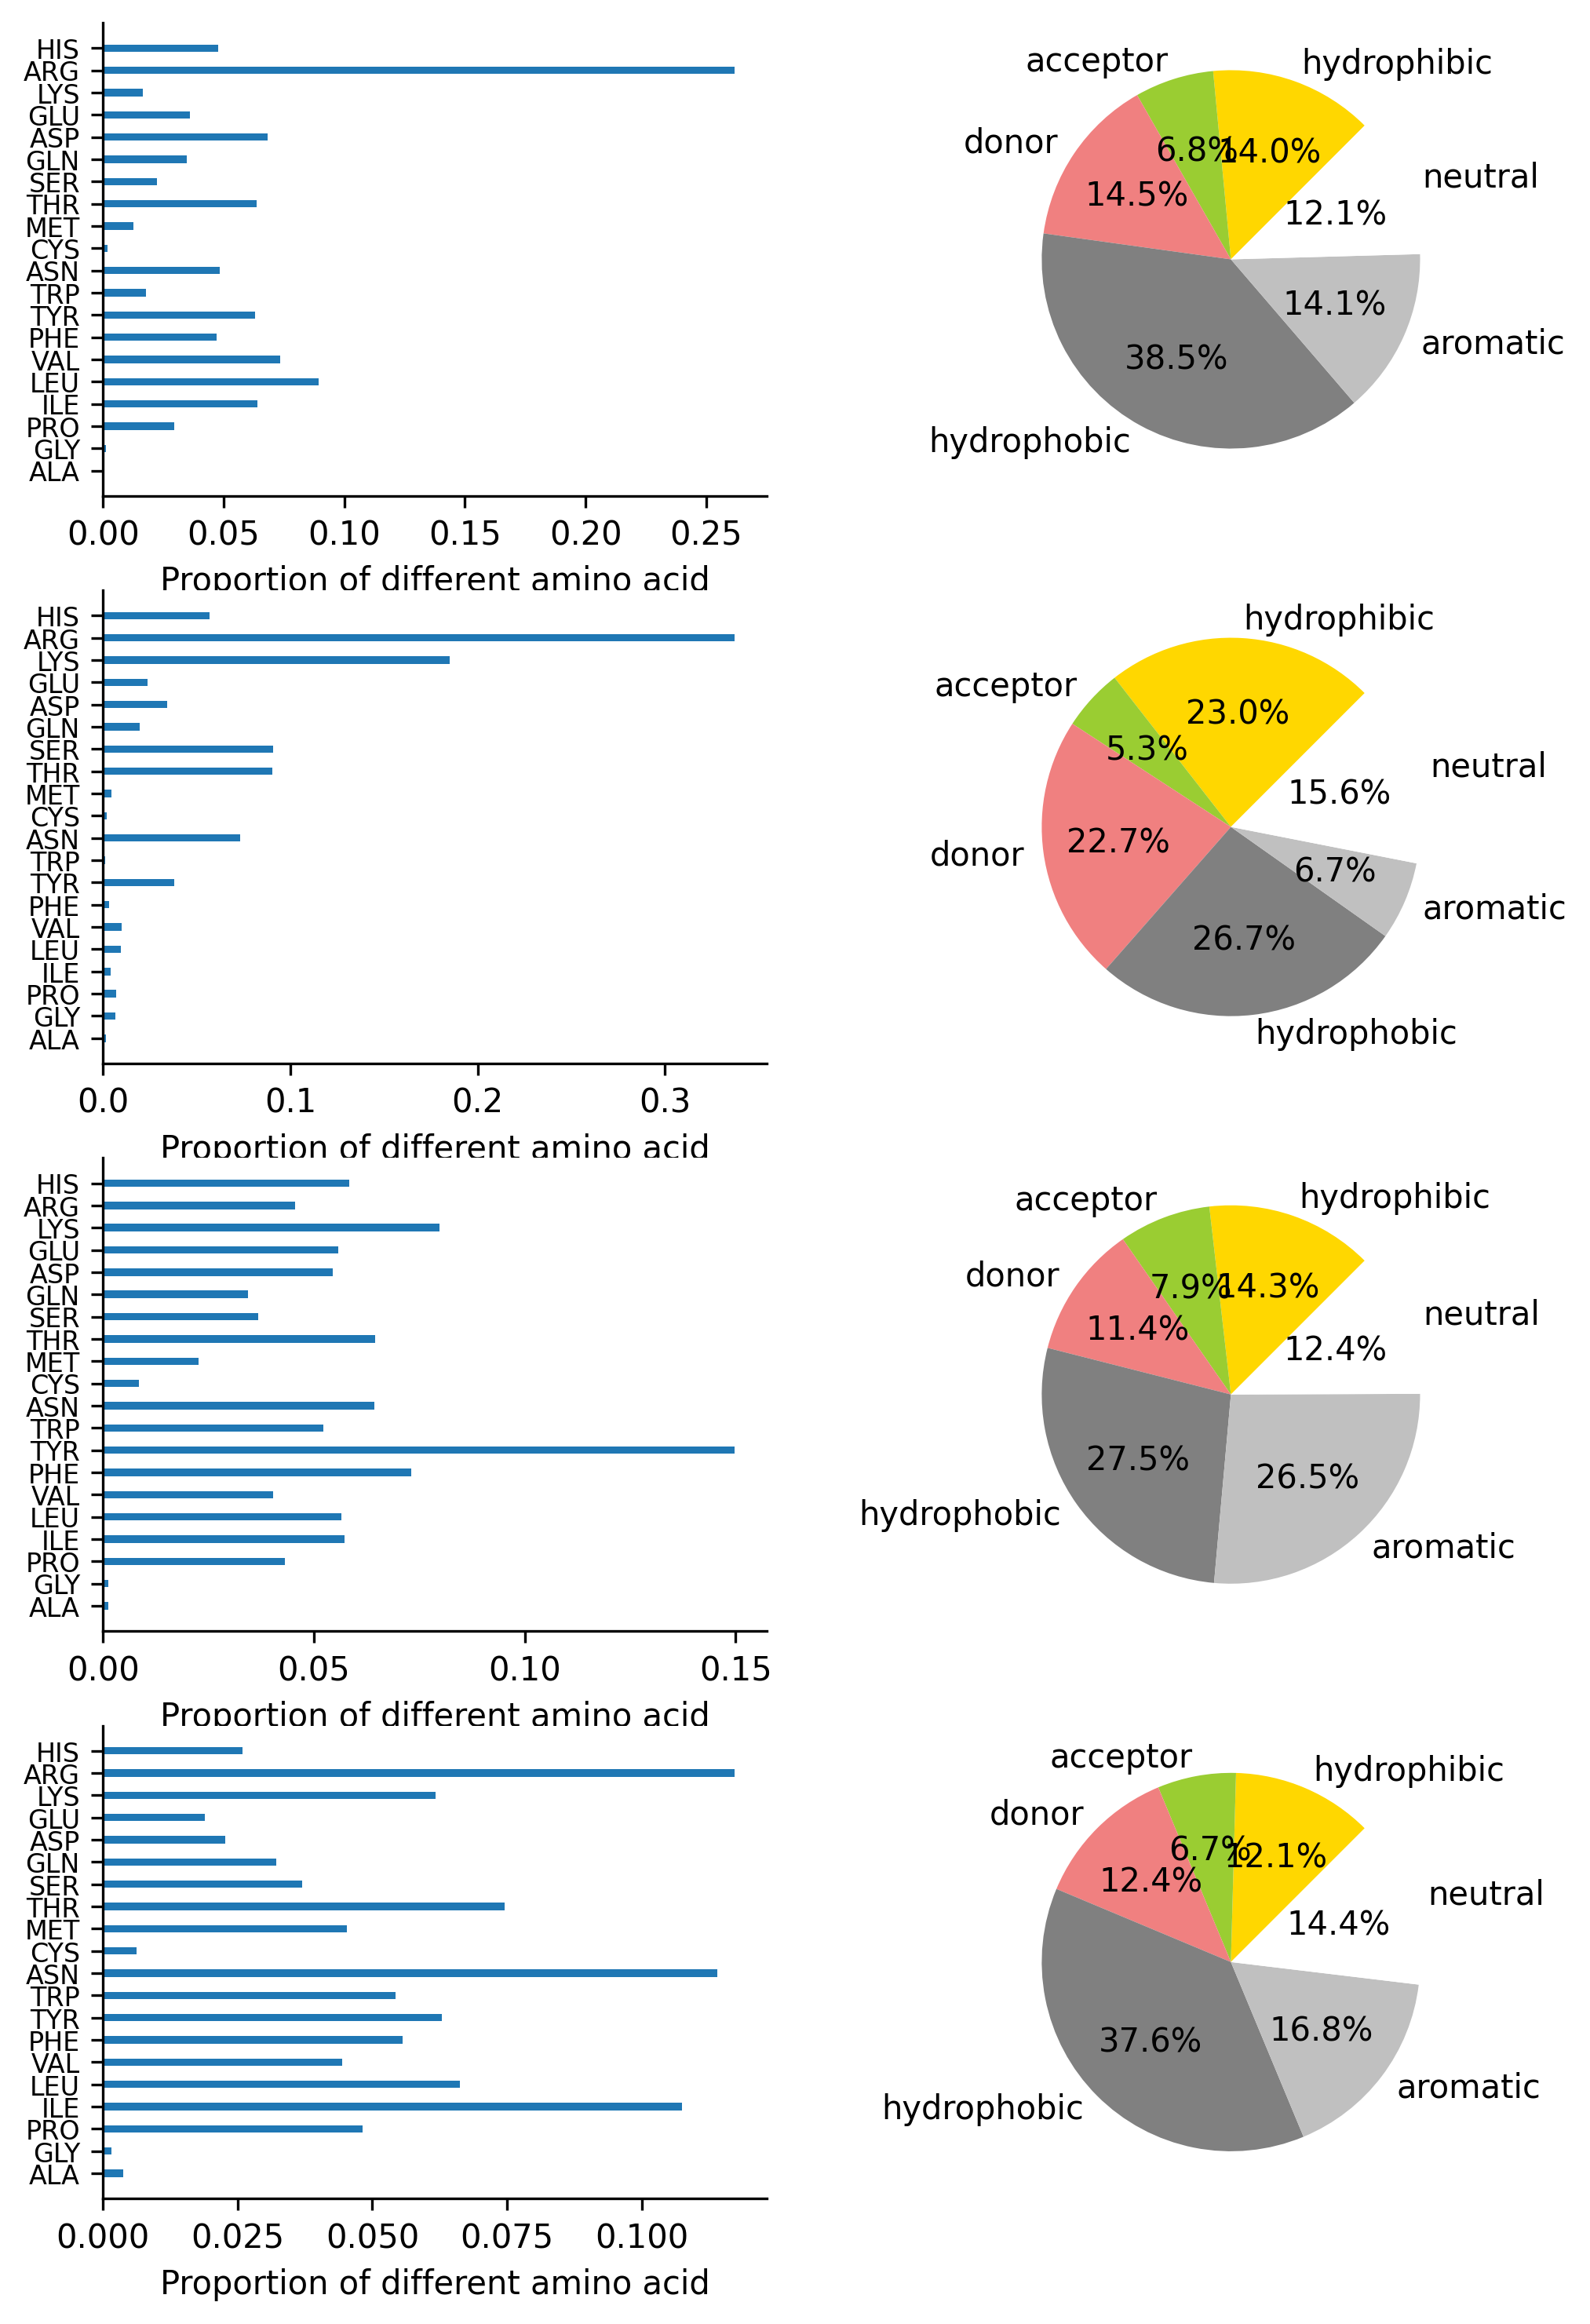 HIS
ARG
LYS
GLU
ASP
GLN
SER
THR
MET
CYS
ASN
TRP
TYR
PHE
VAL
LEU
ILE
PRO
GLY
ALA
0.00 0.05 0.10 0.15 0.20 0.25
Proportion of different amino acid
acceptor
hydrophibic
donor
neutral
6.8%
14.0%
14.5%
12.1%
14.1%
38.5%
aromatic
hydrophobic
HIS
ARG
LYS
GLU
ASP
GLN
SER
THR
MET
CYS
ASN
TRP
TYR
PHE
VAL
LEU
ILE
PRO
GLY
ALA
0.0 0.1 0.2 0.3
Proportion of different amino acid
hydrophibic
acceptor
23.0%
5.3%
neutral
15.6%
donor
22.7%
6.7%
aromatic
26.7%
hydrophobic
HIS
ARG
LYS
GLU
ASP
GLN
SER
THR
MET
CYS
ASN
TRP
TYR
PHE
VAL
LEU
ILE
PRO
GLY
ALA
0.00 0.05 0.10 0.15
Proportion of different amino acid
acceptor
hydrophibic
donor
7.9%
14.3%
neutral
11.4%
12.4%
27.5%
26.5%
hydrophobic
aromatic
HIS
ARG
LYS
GLU
ASP
GLN
SER
THR
MET
CYS
ASN
TRP
TYR
PHE
VAL
LEU
ILE
PRO
GLY
ALA
0.000 0.025 0.050 0.075 0.100
Proportion of different amino acid
acceptor
hydrophibic
donor
6.7%
12.1%
12.4%
neutral
14.4%
37.6%
16.8%
aromatic
hydrophobic